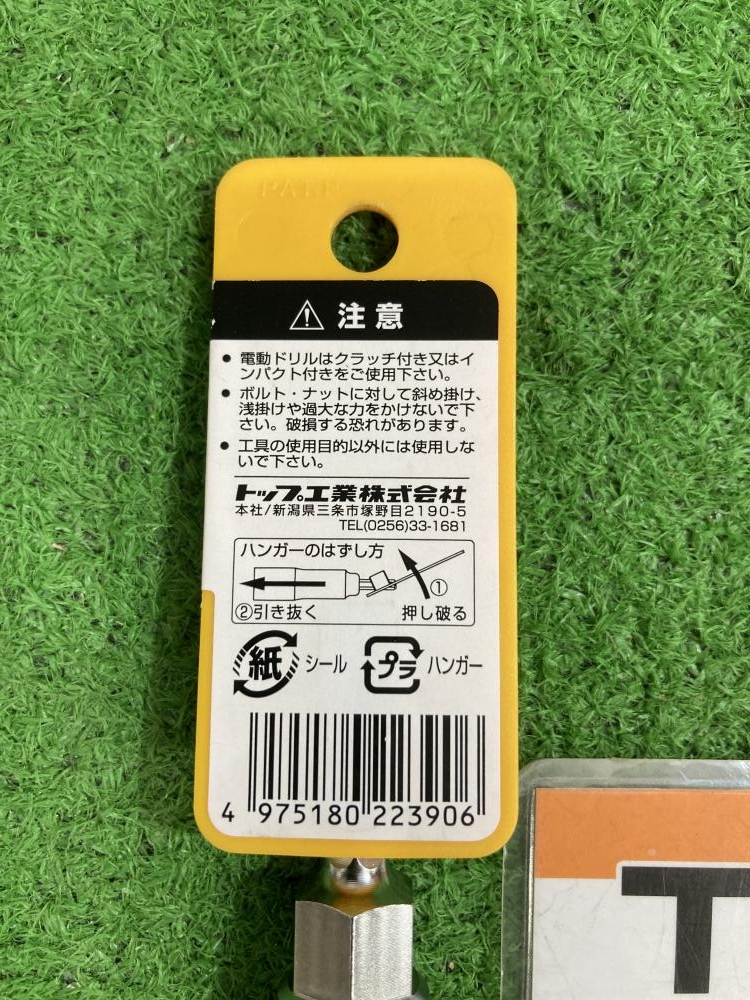 PAT.P
注意
● 電動ドリルはクラッチ付き又はイ
ンパクト付きをご使用下さい。
● ボルト・ナットに対して斜め掛け、
浅掛けや過大な力をかけないで下
さい。破損する恐れがあります。
● 工具の使用目的以外には使用しな
いで下さい。
トップ工業株式会社
本社/新潟県三条市塚野目2190-5
TEL(0256)33-1681
ハンガーのはずし方
①
②引き抜く 押し破る
紙 シール プラ ハンガー
4 975180 223906
T